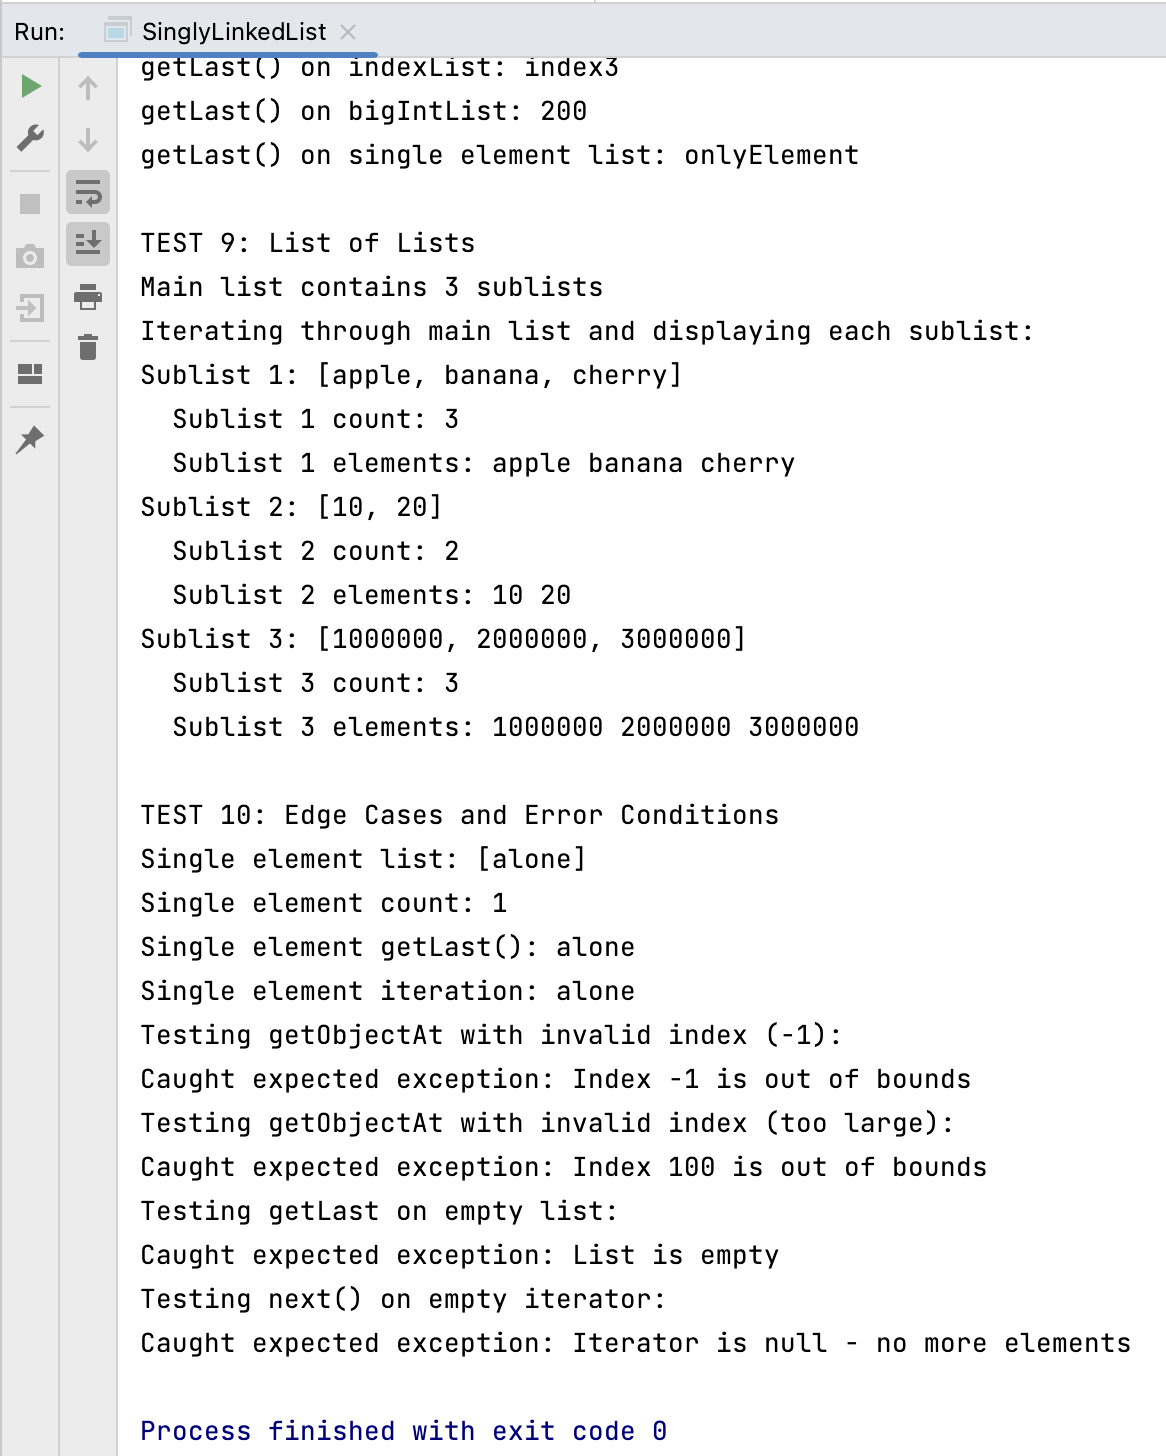 Run: SinglyLinkedList
getLast() on indexList: index3
getLast() on bigIntList: 200
getLast() on single element list: onlyElement

TEST 9: List of Lists
Main list contains 3 sublists
Iterating through main list and displaying each sublist:
Sublist 1: [apple, banana, cherry]
  Sublist 1 count: 3
  Sublist 1 elements: apple banana cherry
Sublist 2: [10, 20]
  Sublist 2 count: 2
  Sublist 2 elements: 10 20
Sublist 3: [1000000, 2000000, 3000000]
  Sublist 3 count: 3
  Sublist 3 elements: 1000000 2000000 3000000

TEST 10: Edge Cases and Error Conditions
Single element list: [alone]
Single element count: 1
Single element getLast(): alone
Single element iteration: alone
Testing getObjectAt with invalid index (-1):
Caught expected exception: Index -1 is out of bounds
Testing getObjectAt with invalid index (too large):
Caught expected exception: Index 100 is out of bounds
Testing getLast on empty list:
Caught expected exception: List is empty
Testing next() on empty iterator:
Caught expected exception: Iterator is null - no more elements

Process finished with exit code 0